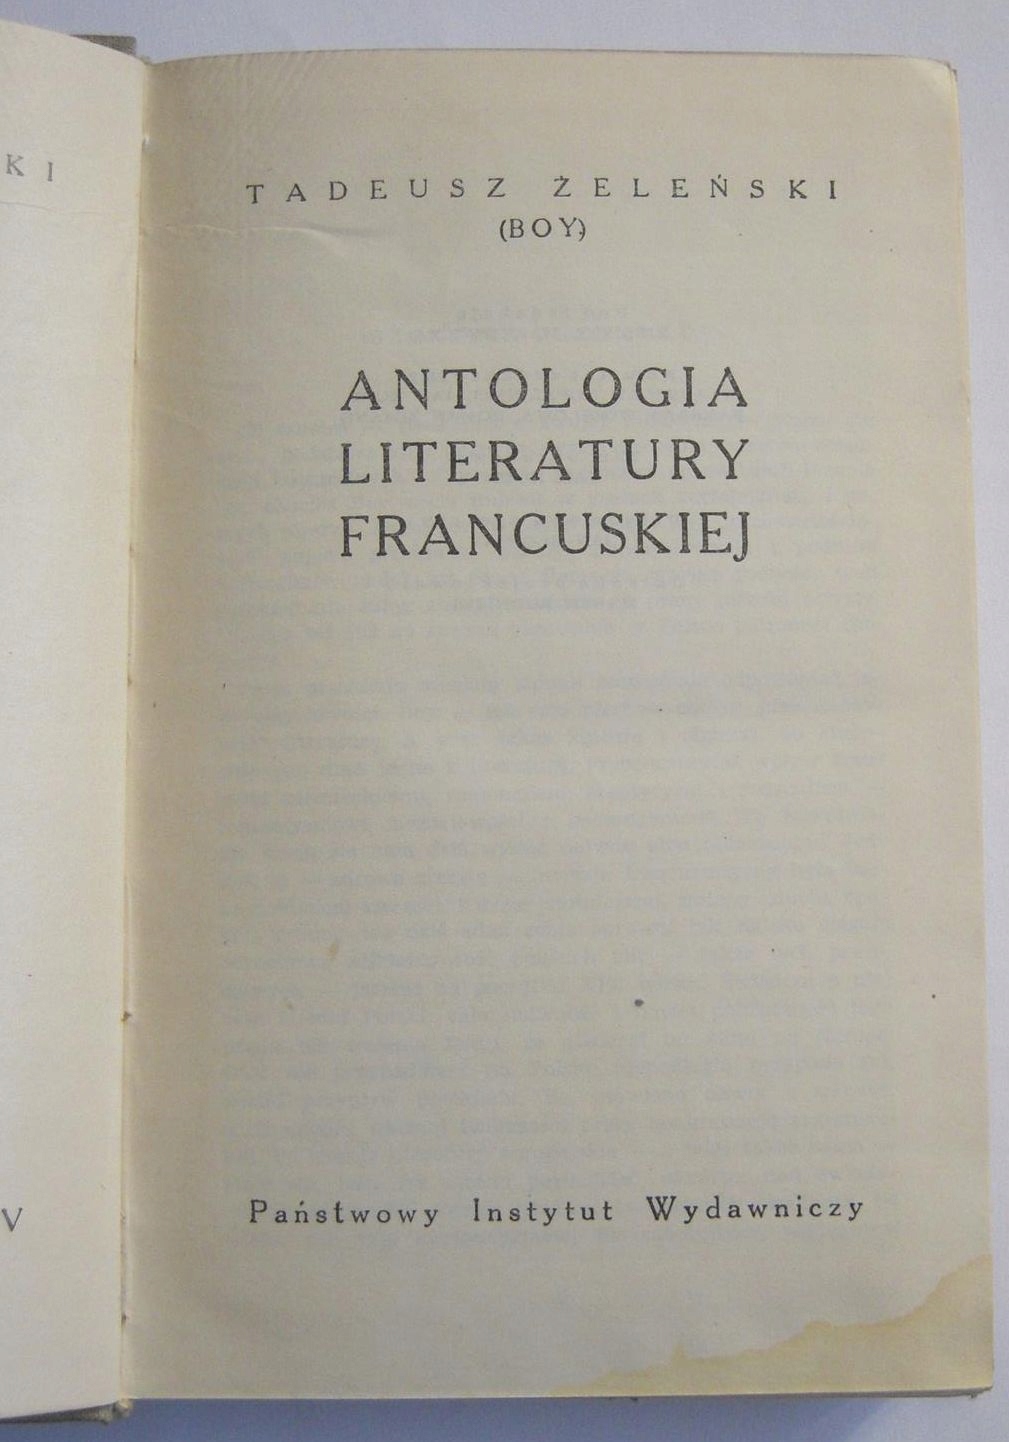 K I
TADEUSZ ŻELEŃSKI
(BOY)
ANTOLOGIA
LITERATURY
FRANCUSKIEJ
V
Państwowy Instytut Wydawniczy